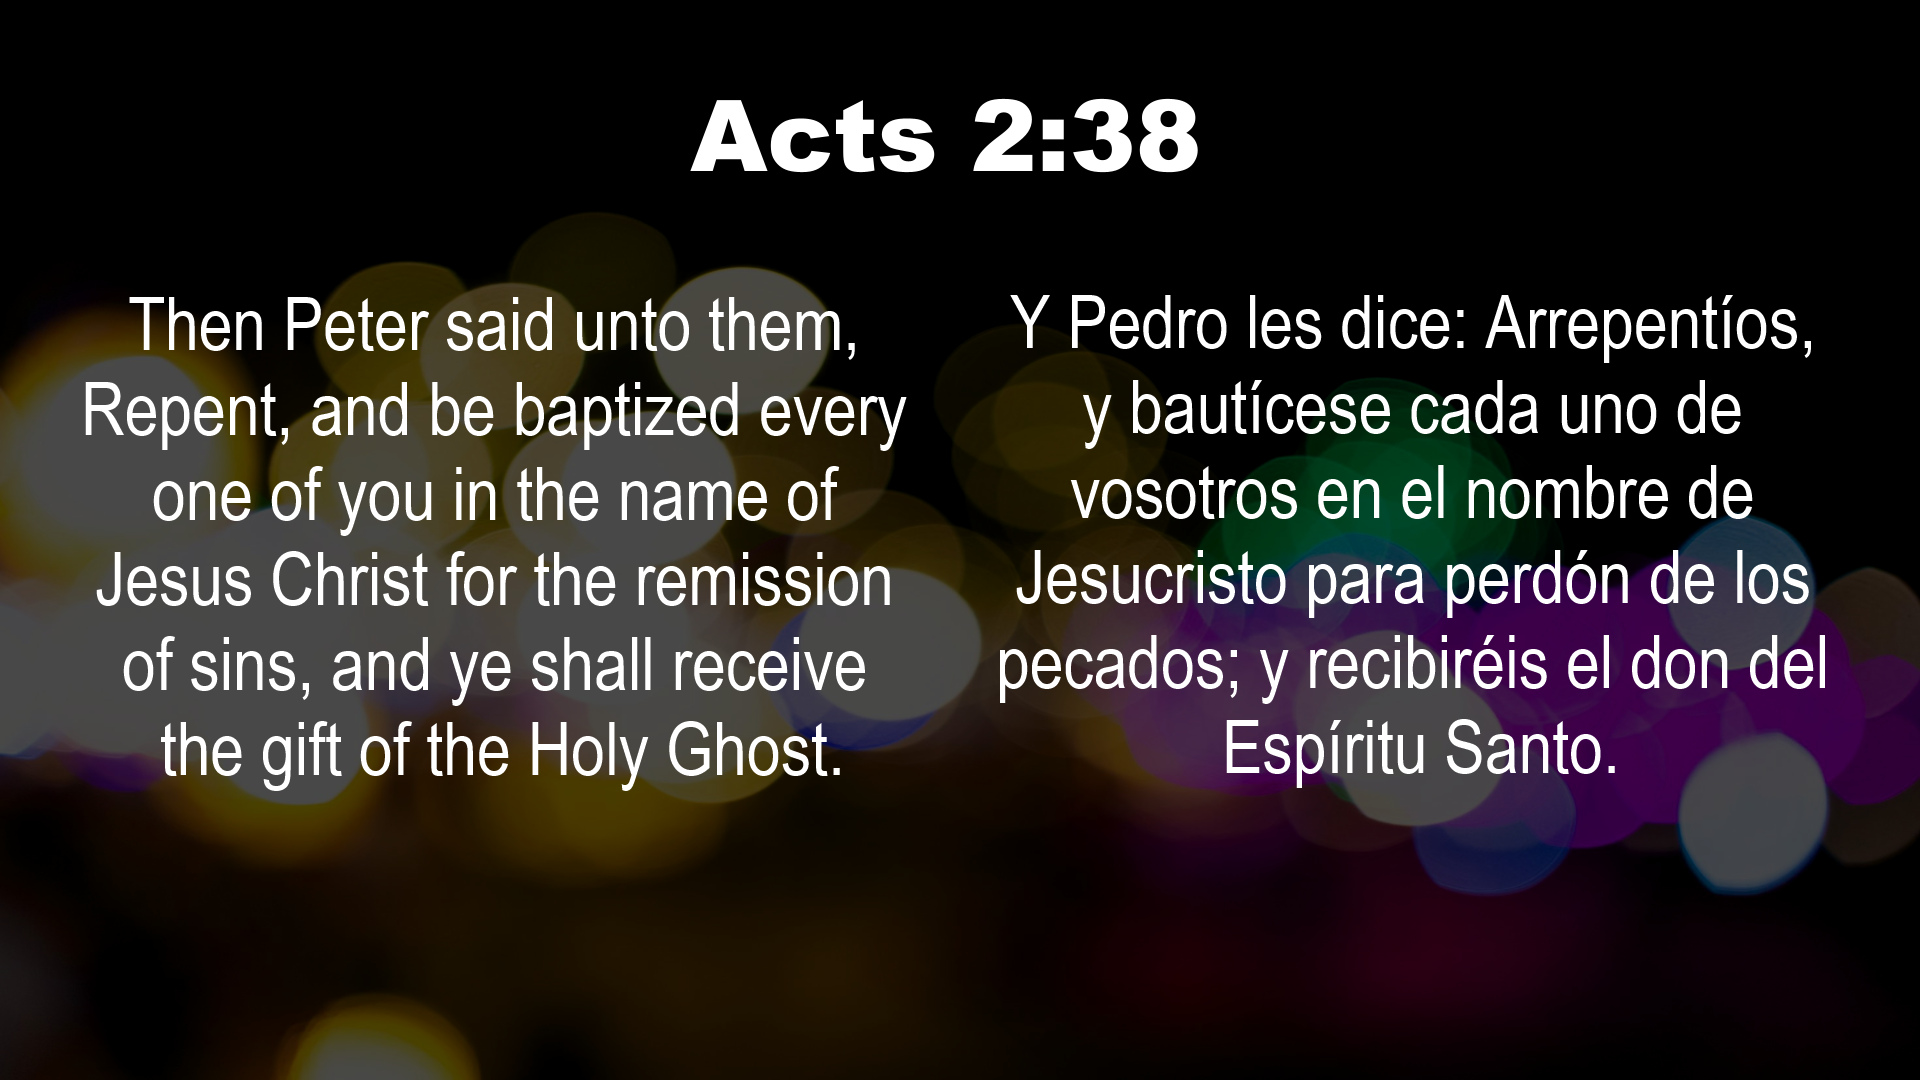 Acts 2:38
Then Peter said unto them,
Repent, and be baptized every
one of you in the name of
Jesus Christ for the remission
of sins, and ye shall receive
the gift of the Holy Ghost.
Y Pedro les dice: Arrepentíos,
y bautícese cada uno de
vosotros en el nombre de
Jesucristo para perdón de los
pecados; y recibiréis el don del
Espíritu Santo.